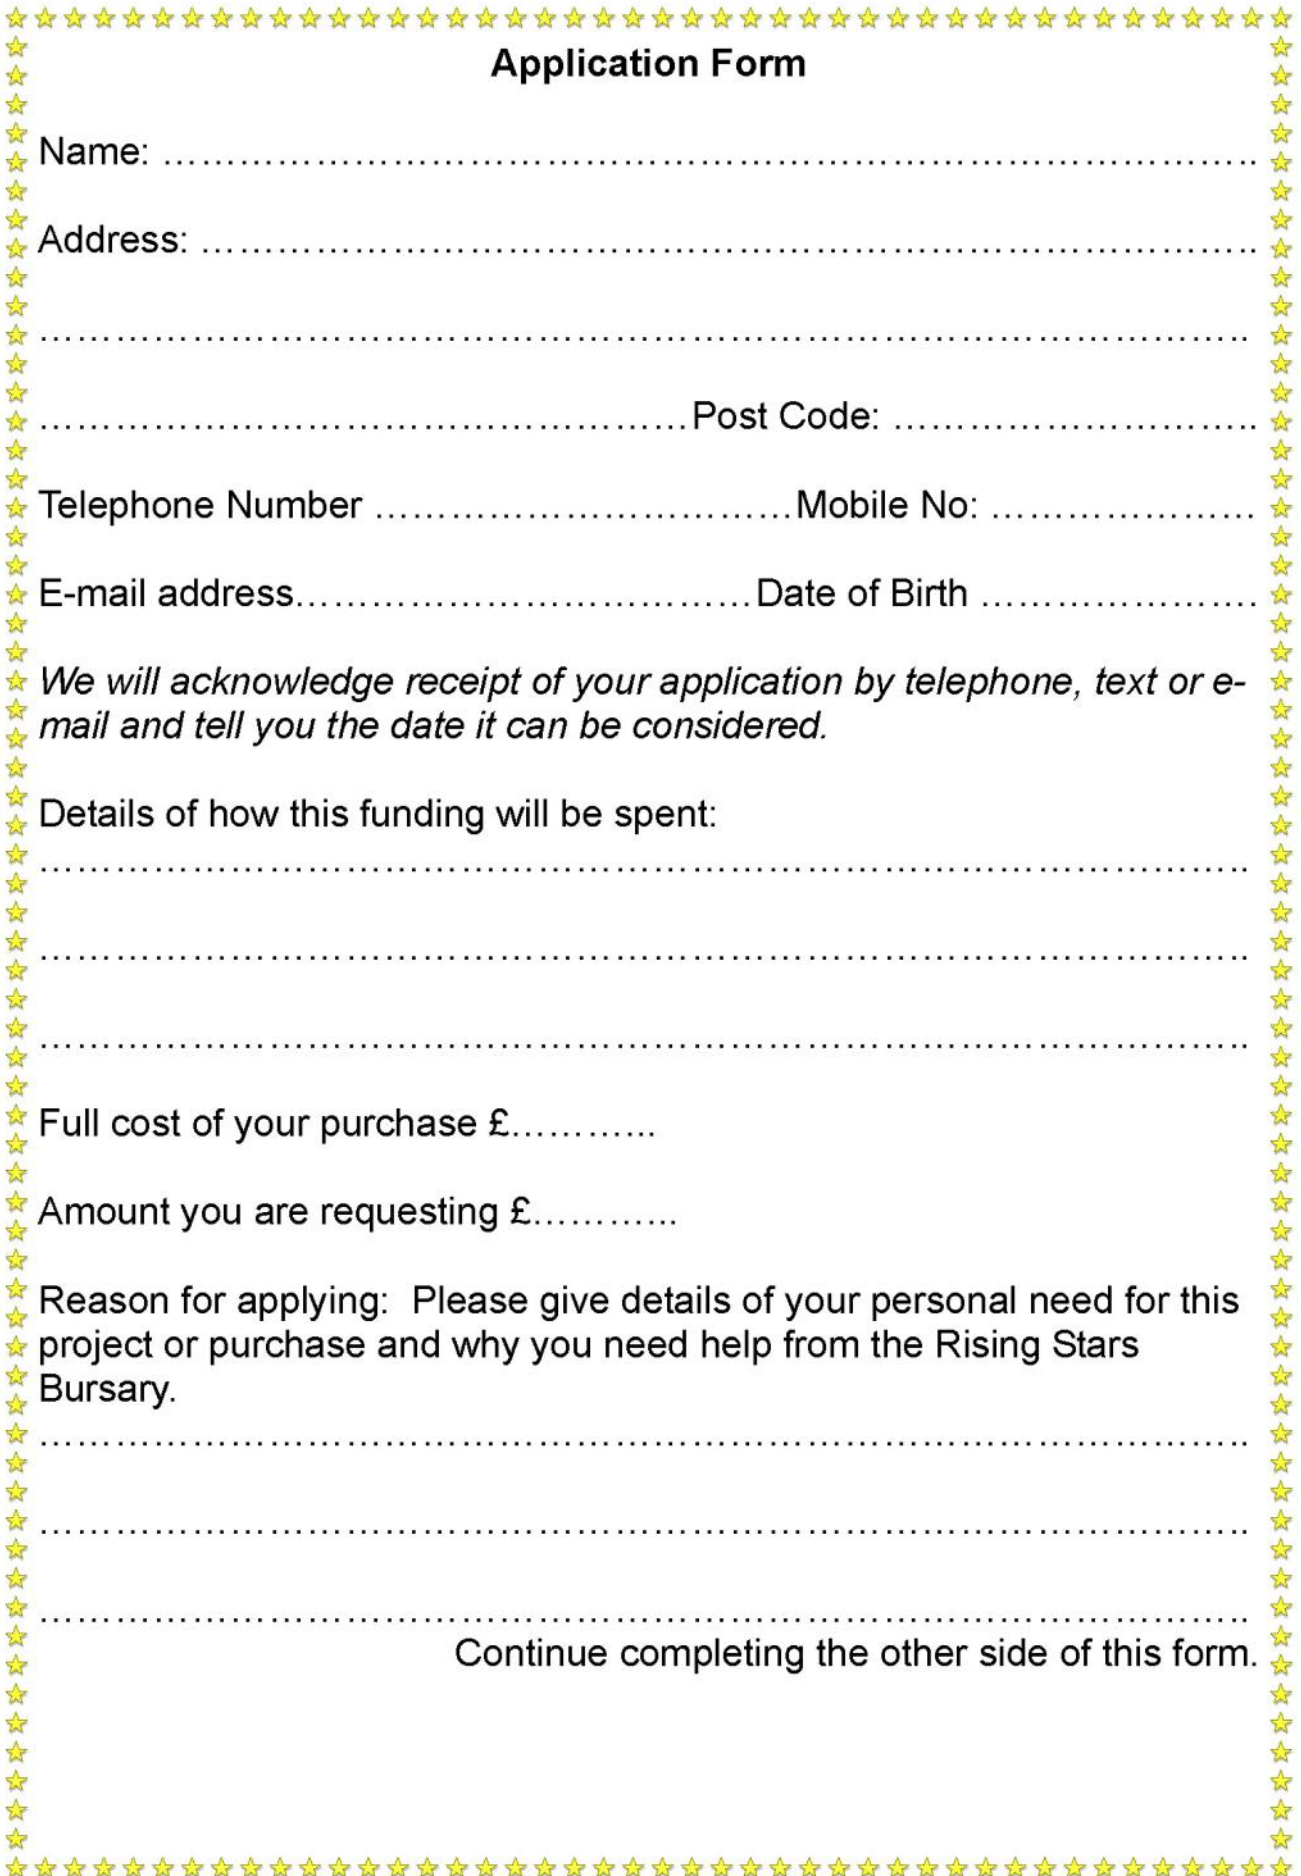 Application Form
Name: ……………………………………………………………………………..
Address: …………………………………………………………………………..
……………………………………………………………………………………..
……………………………………………Post Code: ………………………..
Telephone Number ……………………………Mobile No: …………………
E-mail address………………………………Date of Birth ………………….
We will acknowledge receipt of your application by telephone, text or e-
mail and tell you the date it can be considered.
Details of how this funding will be spent:
……………………………………………………………………………………..
……………………………………………………………………………………..
……………………………………………………………………………………..
Full cost of your purchase £………...
Amount you are requesting £………...
Reason for applying:  Please give details of your personal need for this
project or purchase and why you need help from the Rising Stars
Bursary.
……………………………………………………………………………………..
……………………………………………………………………………………..
……………………………………………………………………………………..
Continue completing the other side of this form.